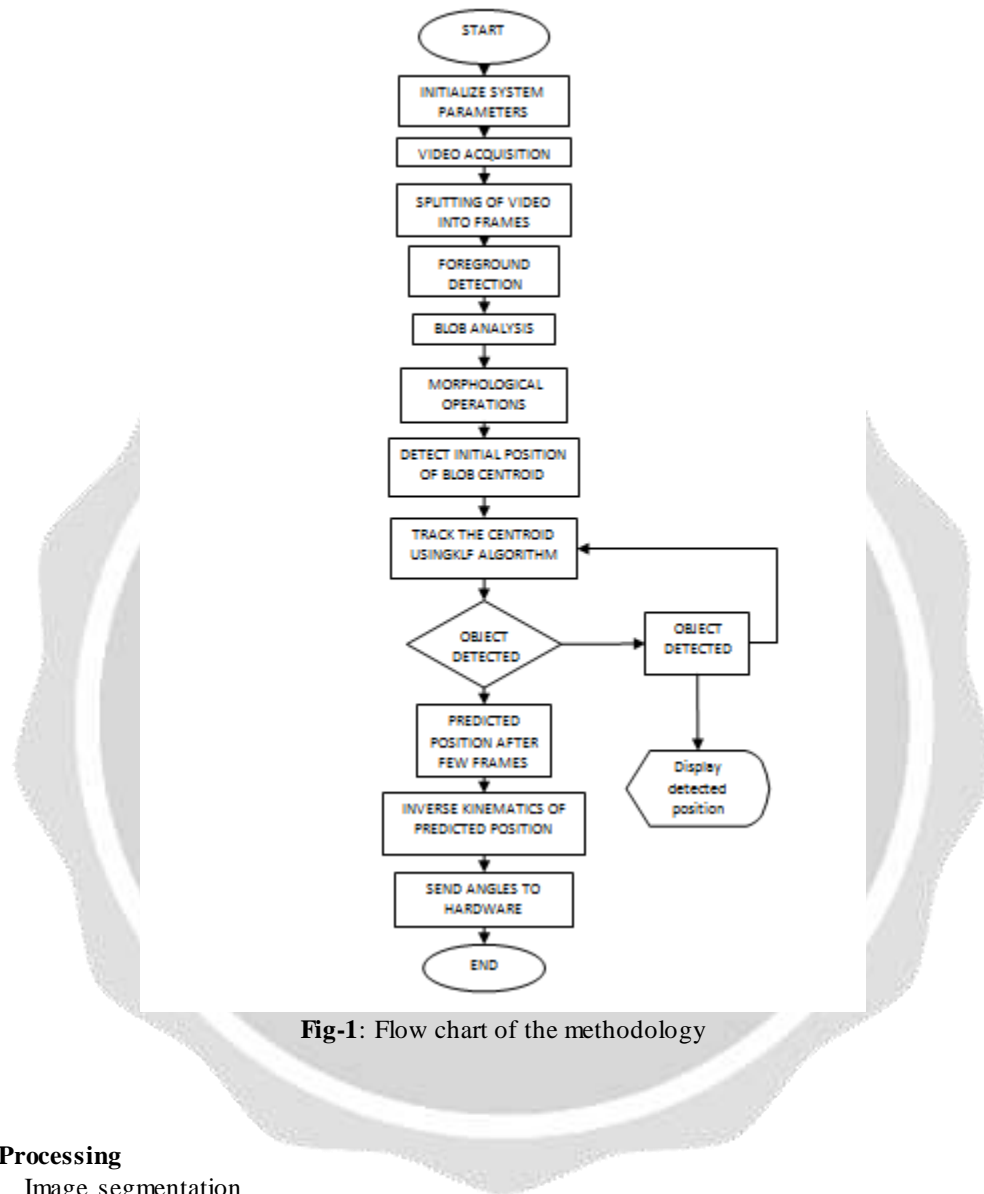 START
INITIALIZE SYSTEM
PARAMETERS
VIDEO ACQUISITION
SPLITTING OF VIDEO
INTO FRAMES
FOREGROUND
DETECTION
BLOB ANALYSIS
MORPHOLOGICAL
OPERATIONS
DETECT INITIAL POSITION
OF BLOB CENTROID
TRACK THE CENTROID
USINGKLF ALGORITHM
OBJECT
DETECTED
OBJECT
DETECTED
PREDICTED
POSITION AFTER
FEW FRAMES
Display
detected
position
INVERSE KINEMATICS OF
PREDICTED POSITION
SEND ANGLES TO
HARDWARE
END
Fig-1: Flow chart of the methodology
Processing
Image segmentation